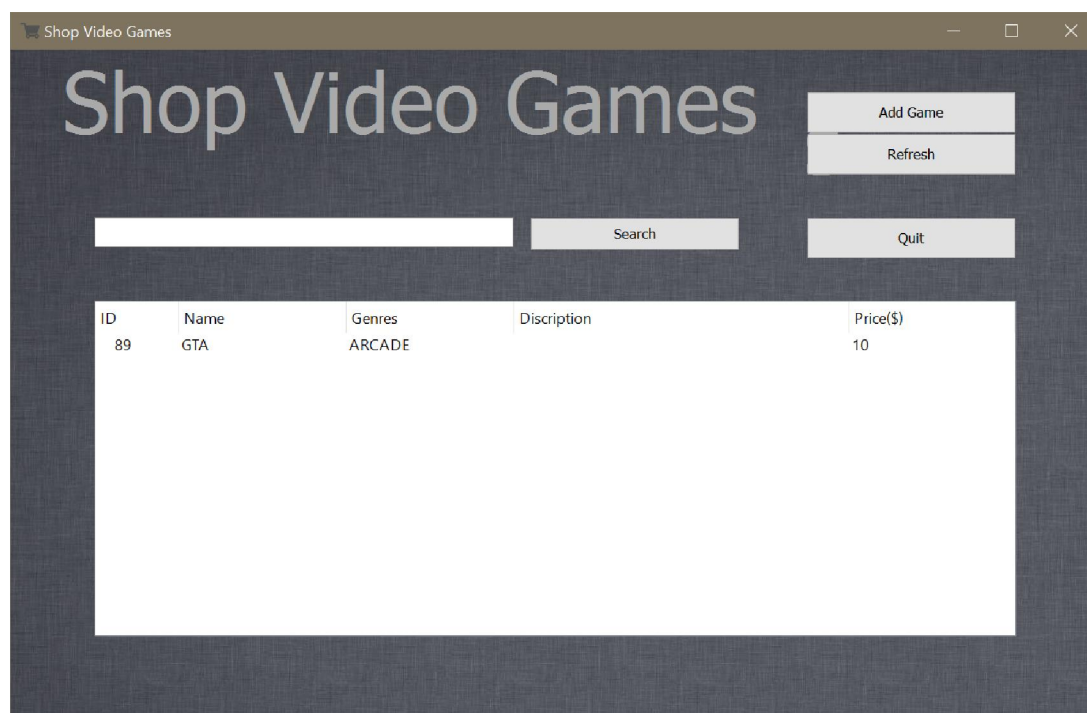 Shop Video Games
Shop Video Games
Add Game
Refresh
Search
Quit
ID Name Genres Discription Price($)
89 GTA ARCADE 10